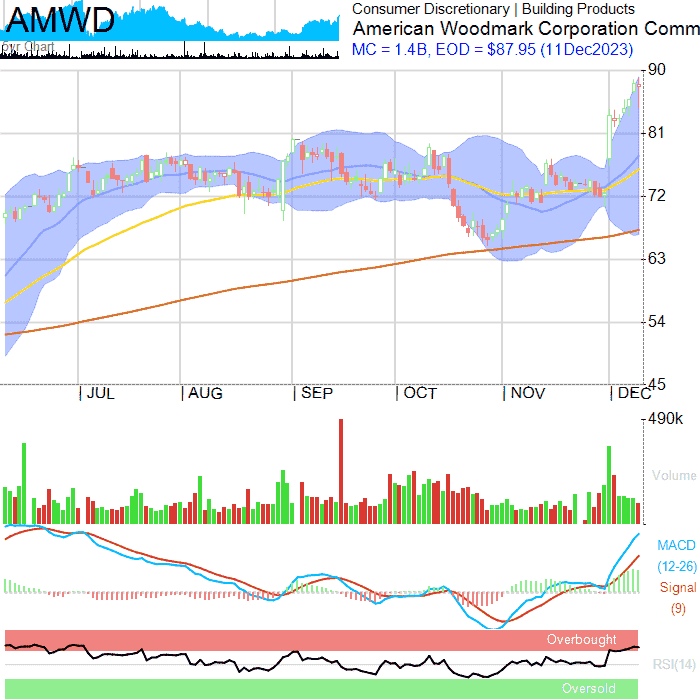 AMWD
5yr Chart
Consumer Discretionary | Building Products
American Woodmark Corporation Comm
MC = 1.4B, EOD = $87.95 (11Dec2023)
90
81
72
63
54
45
| JUL
| AUG
| SEP
| OCT
| NOV
| DEC
490k
Volume
MACD
(12-26)
Signal
(9)
Overbought
RSI(14)
Oversold